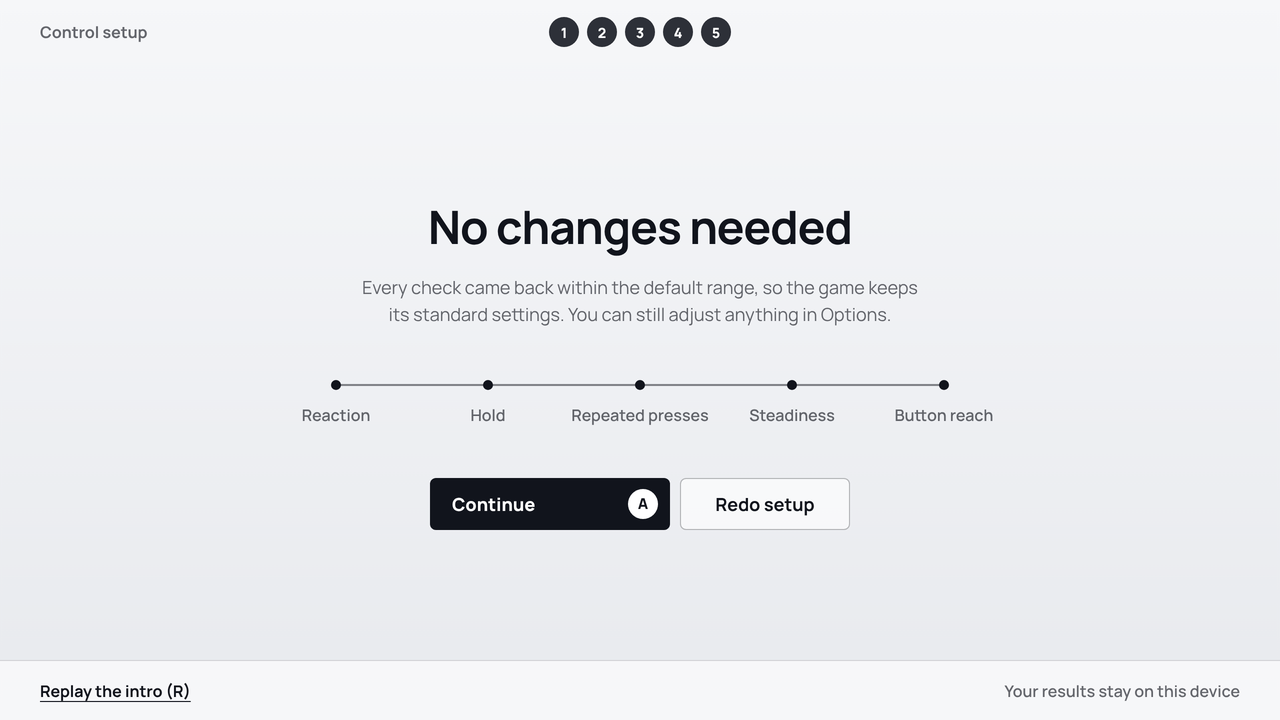 Control setup
1 2 3 4 5
No changes needed
Every check came back within the default range, so the game keeps
its standard settings. You can still adjust anything in Options.
Reaction Hold Repeated presses Steadiness Button reach
Continue A Redo setup
Replay the intro (R) Your results stay on this device